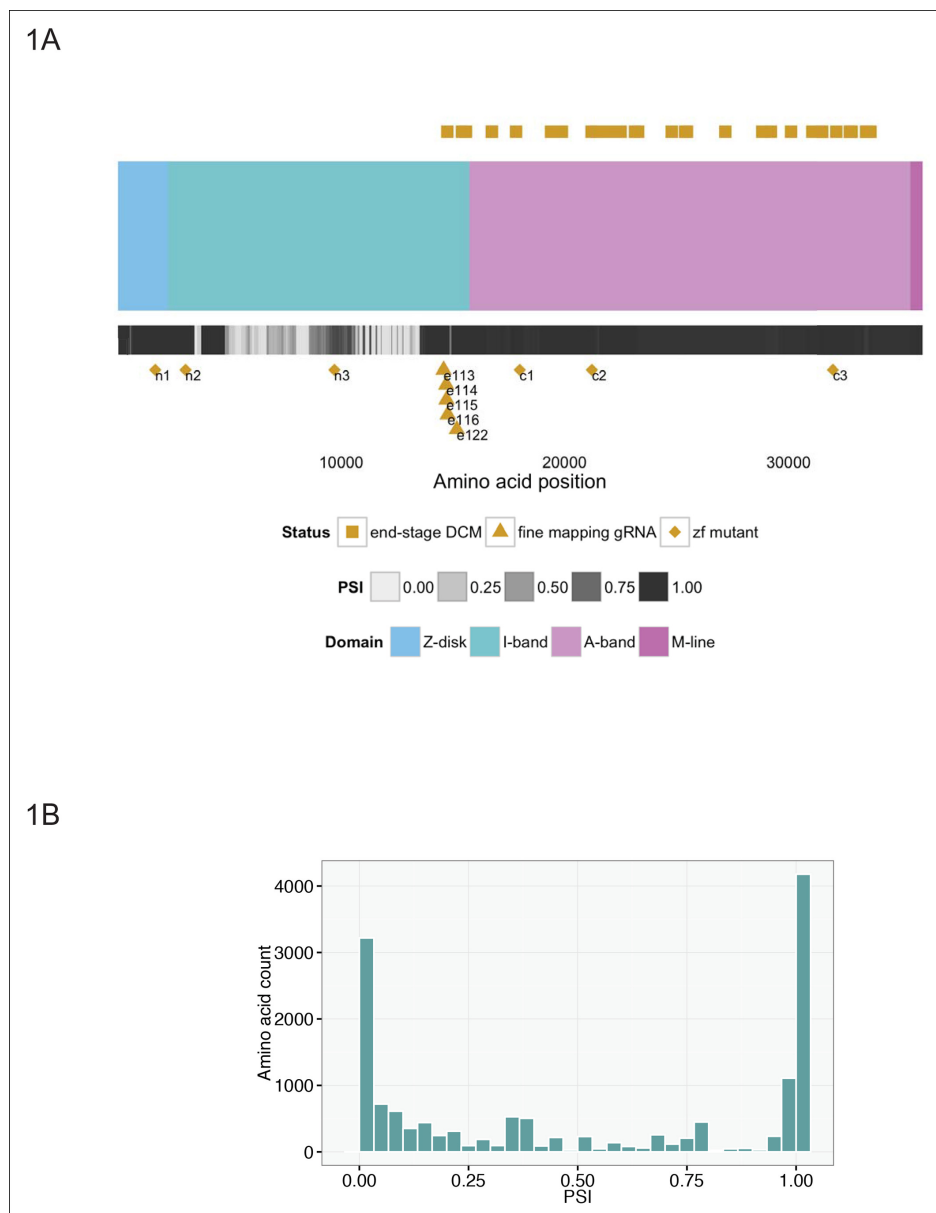 1A
n1 n2 n3 e113 c1 c2 c3
e114
e115
e116
e122
10000 20000 30000
Amino acid position
Status end-stage DCM fine mapping gRNA zf mutant
PSI 0.00 0.25 0.50 0.75 1.00
Domain Z-disk I-band A-band M-line
1B
Amino acid count
4000
3000
2000
1000
0
0.00 0.25 0.50 0.75 1.00
PSI